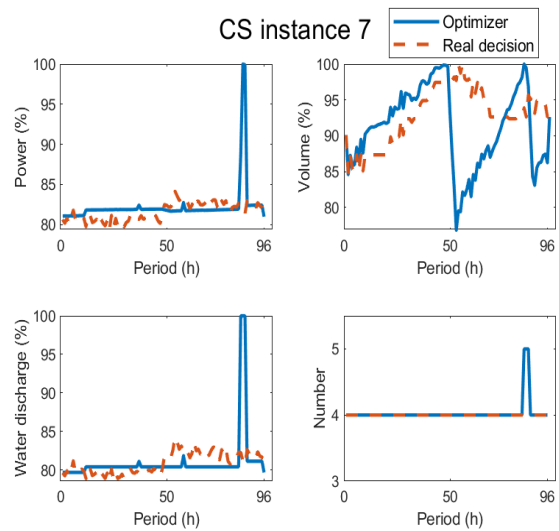 CS instance 7
Optimizer
Real decision
100
95
90
85
80
Power (%)
0
50
96
Period (h)
100
95
90
85
80
Volume (%)
0
50
96
Period (h)
100
95
90
85
80
Water discharge (%)
0
50
96
Period (h)
5
4
3
Number
0
50
96
Period (h)